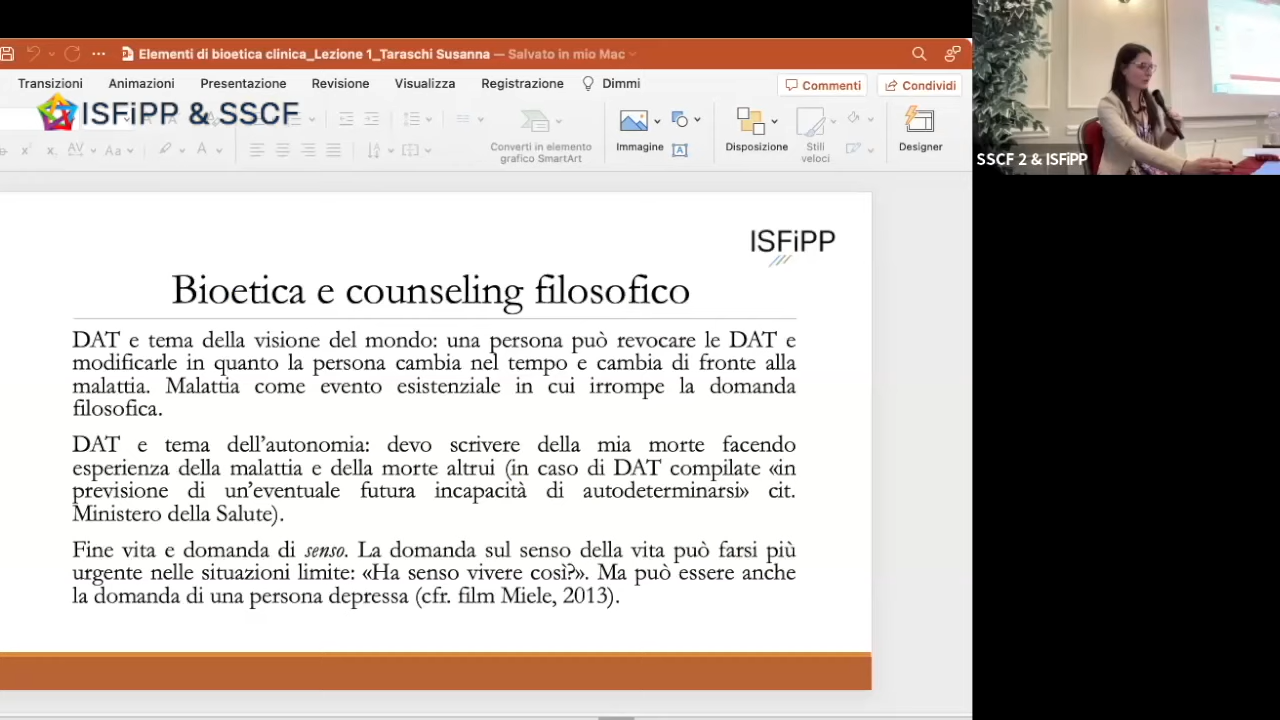 Elementi di bioetica clinica_Lezione 1_Taraschi Susanna — Salvato in mio Mac
Transizioni Animazioni Presentazione Revisione Visualizza Registrazione Dimmi Commenti Condividi
ISFiPP & SSCF
Converti in elemento grafico SmartArt
Immagine
Disposizione
Stili veloci
Designer
SSCF 2 & ISFiPP
ISFiPP
Bioetica e counseling filosofico
DAT e tema della visione del mondo: una persona può revocare le DAT e
modificarle in quanto la persona cambia nel tempo e cambia di fronte alla
malattia. Malattia come evento esistenziale in cui irrompe la domanda
filosofica.
DAT e tema dell’autonomia: devo scrivere della mia morte facendo
esperienza della malattia e della morte altrui (in caso di DAT compilate «in
previsione di un’eventuale futura incapacità di autodeterminarsi» cit.
Ministero della Salute).
Fine vita e domanda di senso. La domanda sul senso della vita può farsi più
urgente nelle situazioni limite: «Ha senso vivere così?». Ma può essere anche
la domanda di una persona depressa (cfr. film Miele, 2013).